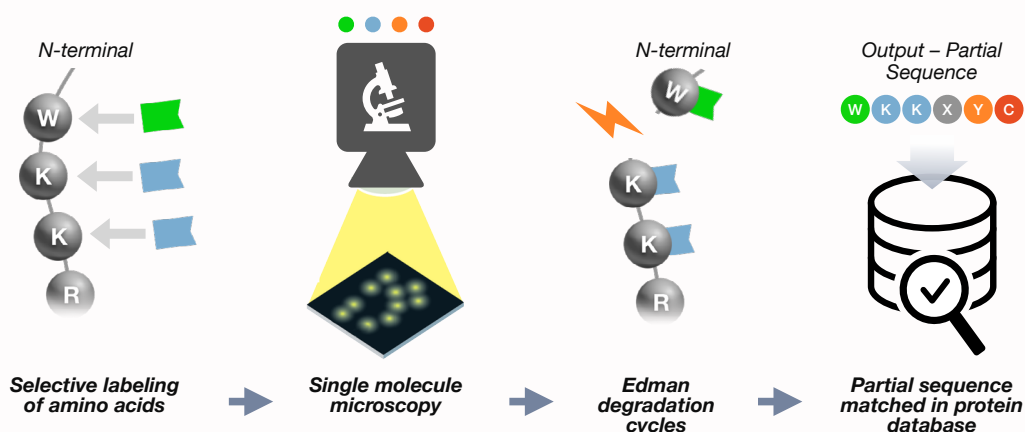 N-terminal
W
K
K
R
Selective labeling
of amino acids
Single molecule
microscopy
N-terminal
W
K
K
R
Edman
degradation
cycles
Output – Partial
Sequence
W K K X Y C
Partial sequence
matched in protein
database